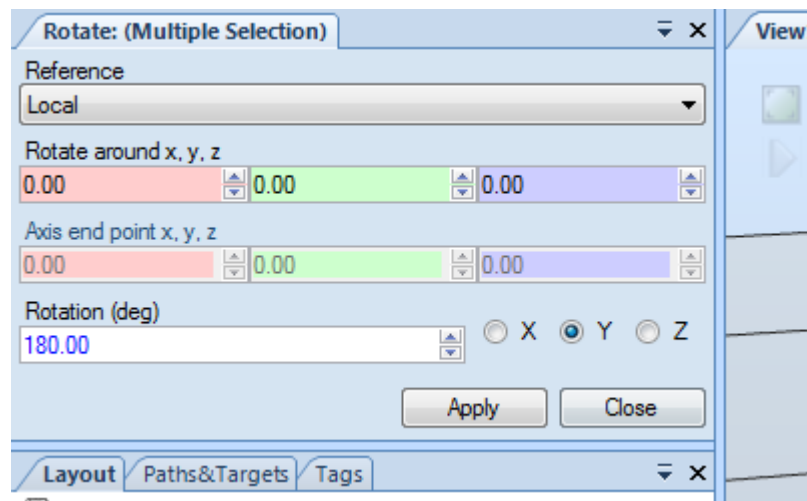 Rotate: (Multiple Selection)
View
Reference
Local
Rotate around x, y, z
0.00 0.00 0.00
Axis end point x, y, z
0.00 0.00 0.00
Rotation (deg)
180.00 X Y Z
Apply Close
Layout Paths&Targets Tags